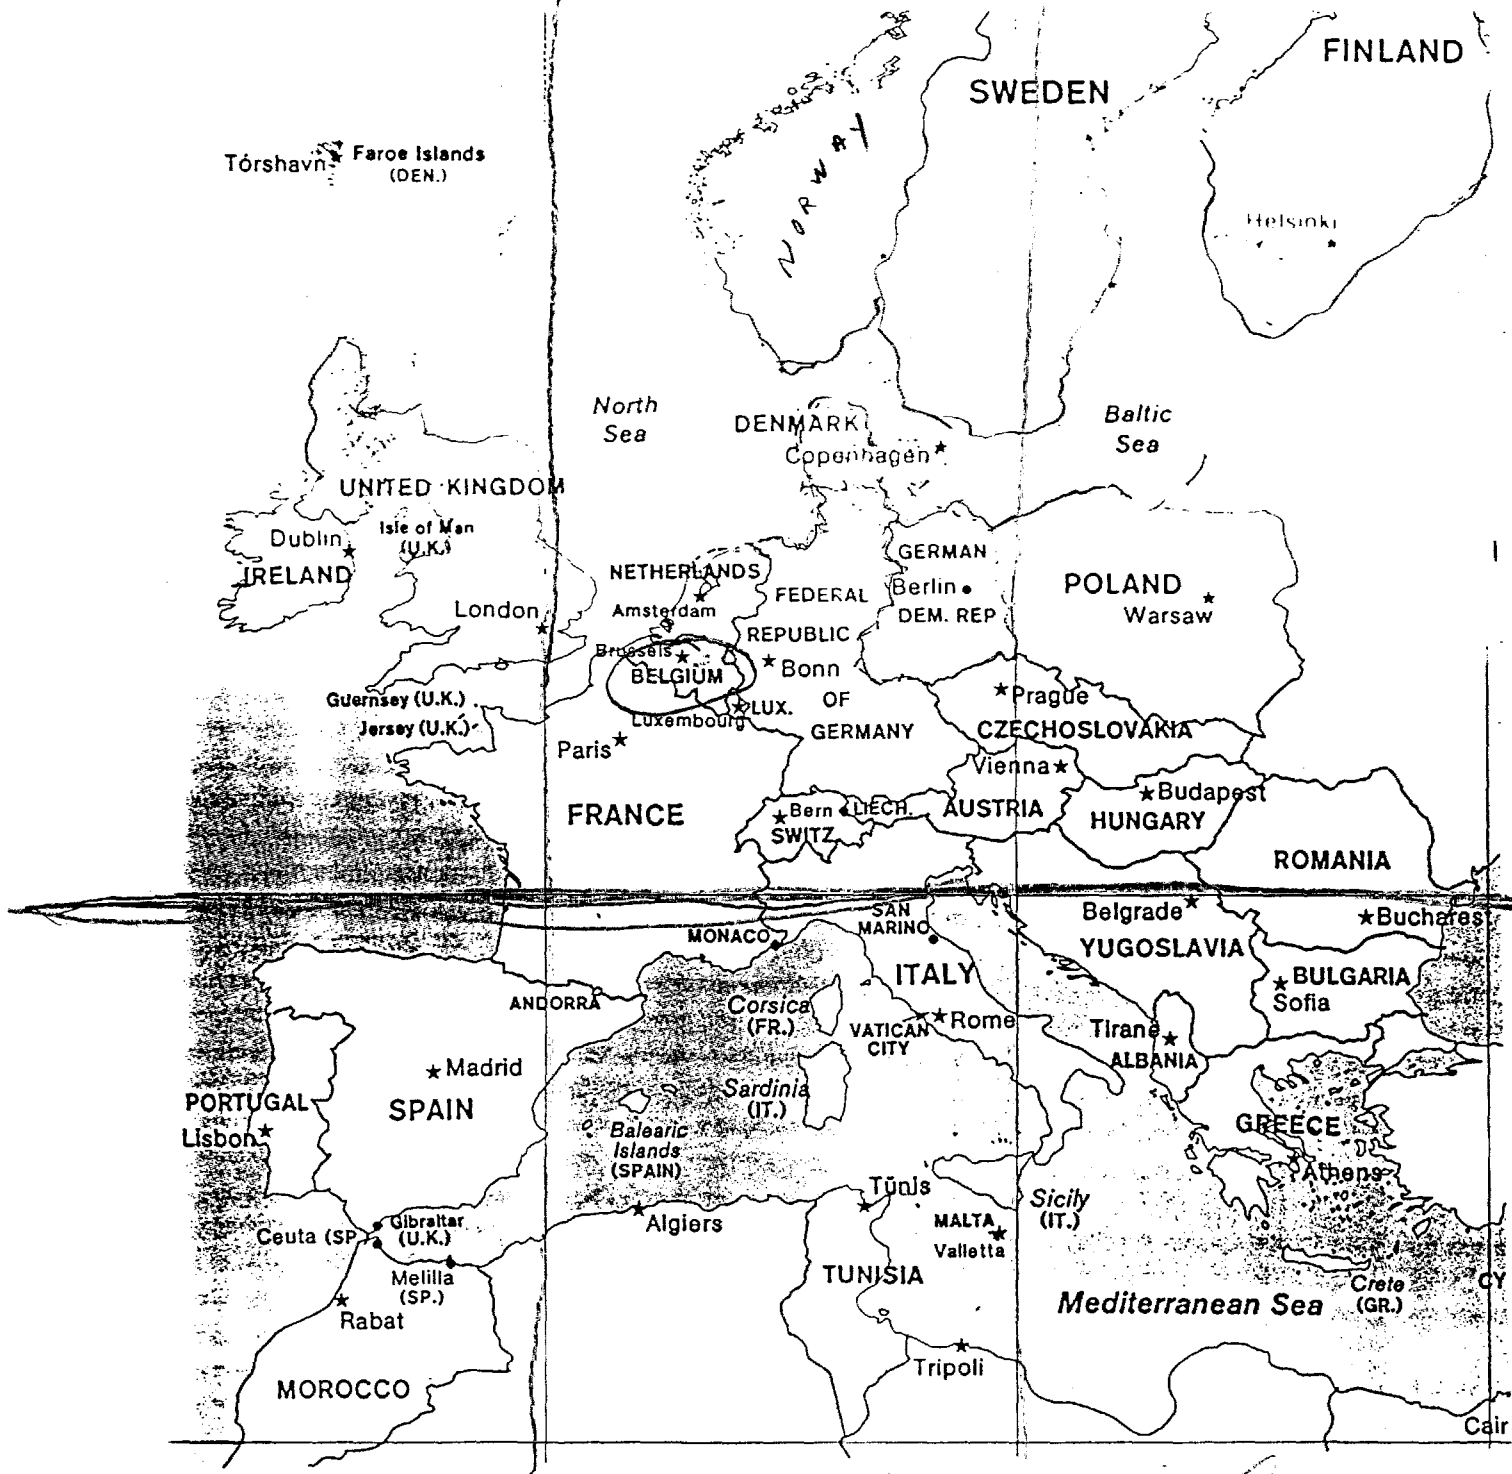 FINLAND
SWEDEN
NORWAY
Tórshavn
Faroe Islands
(DEN.)
Helsinki
North
Sea
DENMARK
Copenhagen
Baltic
Sea
UNITED KINGDOM
Isle of Man
(U.K.)
Dublin
IRELAND
London
NETHERLANDS
Amsterdam
Brussels
BELGIUM
Luxembourg
LUX.
FEDERAL
REPUBLIC
Bonn
OF
GERMANY
GERMAN
Berlin
DEM. REP
POLAND
Warsaw
Guernsey (U.K.)
Jersey (U.K.)
Paris
FRANCE
Prague
CZECHOSLOVAKIA
Vienna
AUSTRIA
Bern
LIECH.
SWITZ
Budapest
HUNGARY
ROMANIA
Bucharest
Belgrade
YUGOSLAVIA
BULGARIA
Sofia
SAN
MARINO
MONACO
ITALY
ANDORRA
Corsica
(FR.)
VATICAN
CITY
Rome
Tirane
ALBANIA
Madrid
SPAIN
PORTUGAL
Lisbon
Sardinia
(IT.)
Balearic
Islands
(SPAIN)
GREECE
Athens
Tunis
Sicily
(IT.)
MALTA
Valletta
Algiers
Gibraltar
(U.K.)
Ceuta (SP
Melilla
(SP.)
Rabat
TUNISIA
Mediterranean Sea
Crete
(GR.)
CY
Tripoli
MOROCCO
Cair